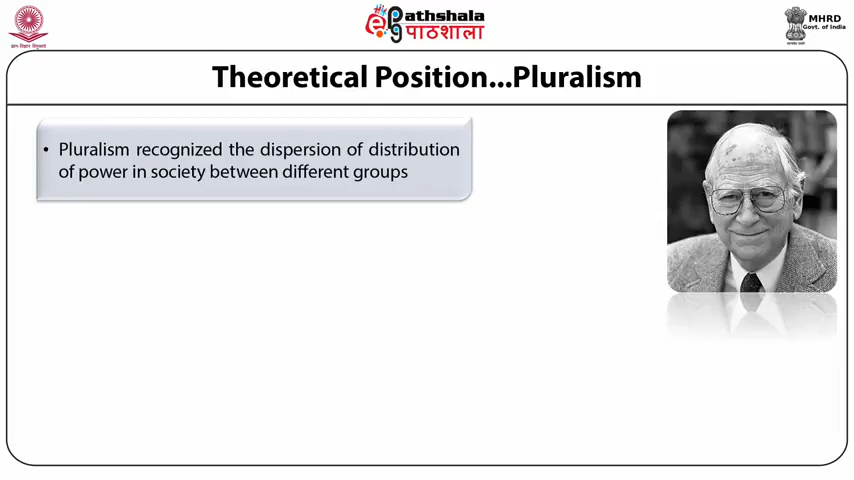 ePathshala
पाठशाला
MHRD
Govt. of India
Theoretical Position...Pluralism
• Pluralism recognized the dispersion of distribution
of power in society between different groups